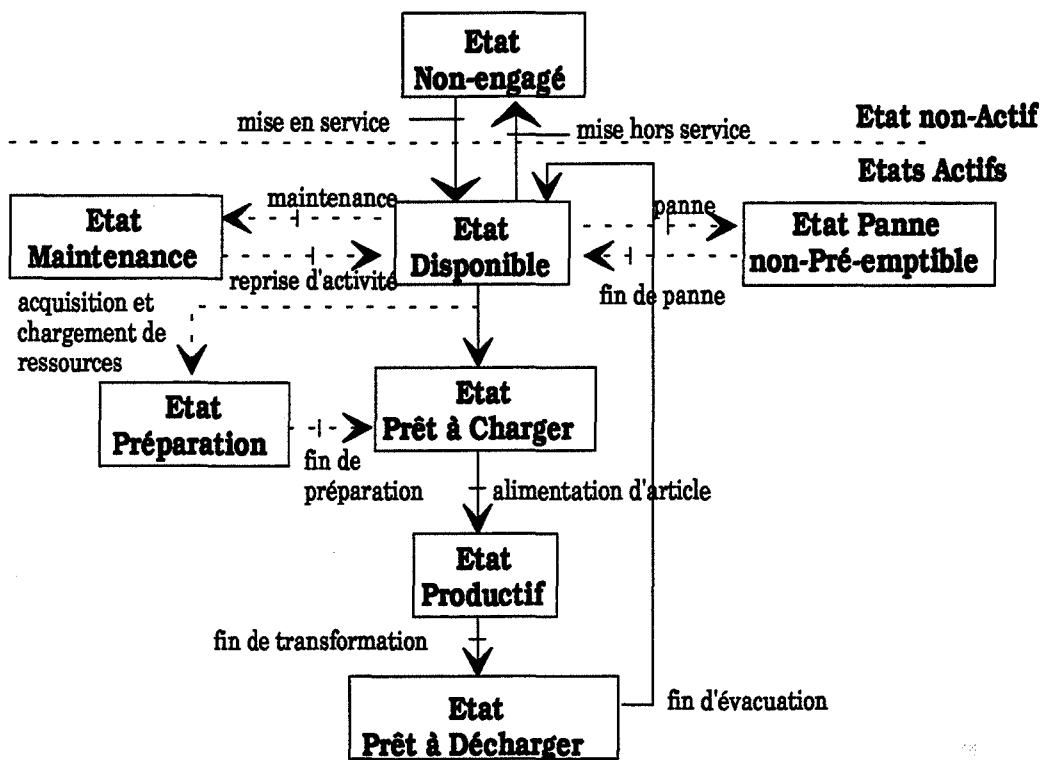 Etat
Non-engagé
mise en service
mise hors service
Etat non-Actif
Etats Actifs
Etat
Maintenance
maintenance
reprise d'activité
Etat
Disponible
panne
fin de panne
Etat Panne
non-Pré-emptible
acquisition et
chargement de
ressources
Etat
Préparation
fin de
préparation
Etat
Prêt à Charger
alimentation d'article
Etat
Productif
fin de transformation
Etat
Prêt à Décharger
fin d'évacuation